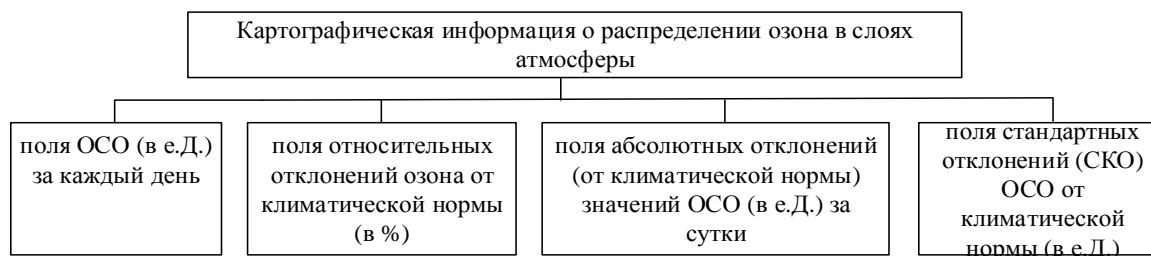 Картографическая информация о распределении озона в слоях
атмосферы
поля ОСО (в е.Д.)
за каждый день
поля относительных
отклонений озона от
климатической нормы
(в %)
поля абсолютных отклонений
(от климатической нормы)
значений ОСО (в е.Д.) за
сутки
поля стандартных
отклонений (СКО)
ОСО от
климатической
нормы (в е.Д.)